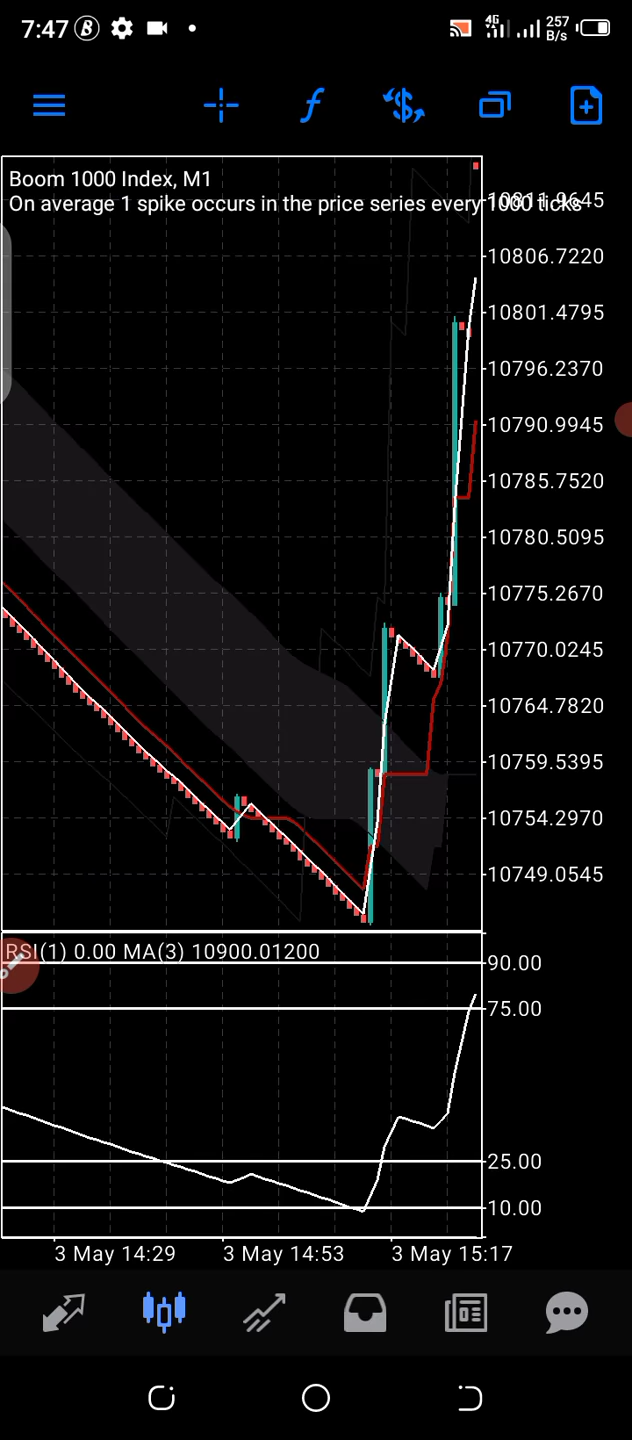 7:47 B 4G 257
B/s
f $
Boom 1000 Index, M1
On average 1 spike occurs in the price series every 1000 ticks
10811.9645
10806.7220
10801.4795
10796.2370
10790.9945
10785.7520
10780.5095
10775.2670
10770.0245
10764.7820
10759.5395
10754.2970
10749.0545
RSI(1) 0.00 MA(3) 10900.01200
90.00
75.00
25.00
10.00
3 May 14:29 3 May 14:53 3 May 15:17